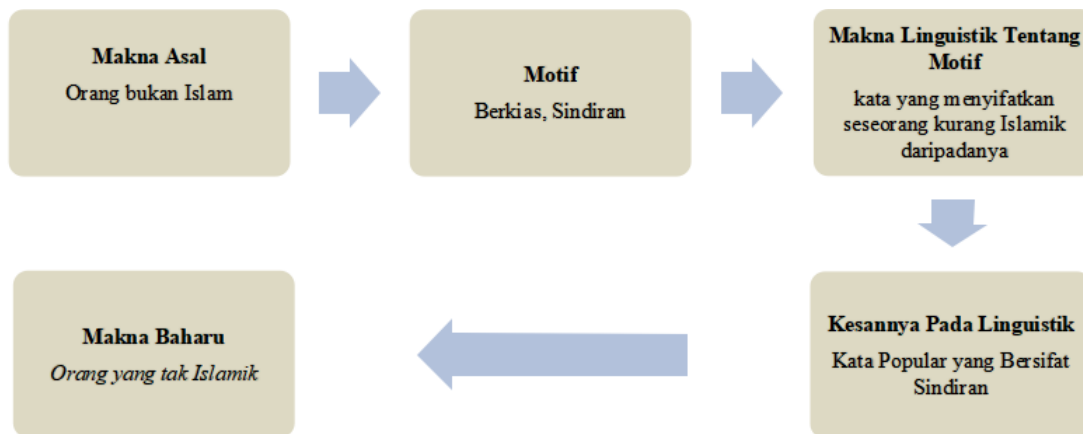 Makna Asal
Orang bukan Islam
Motif
Berkias, Sindiran
Makna Linguistik Tentang
Motif
kata yang menyifatkan
seseorang kurang Islamik
daripadanya
Kesannya Pada Linguistik
Kata Popular yang Bersifat
Sindiran
Makna Baharu
Orang yang tak Islamik